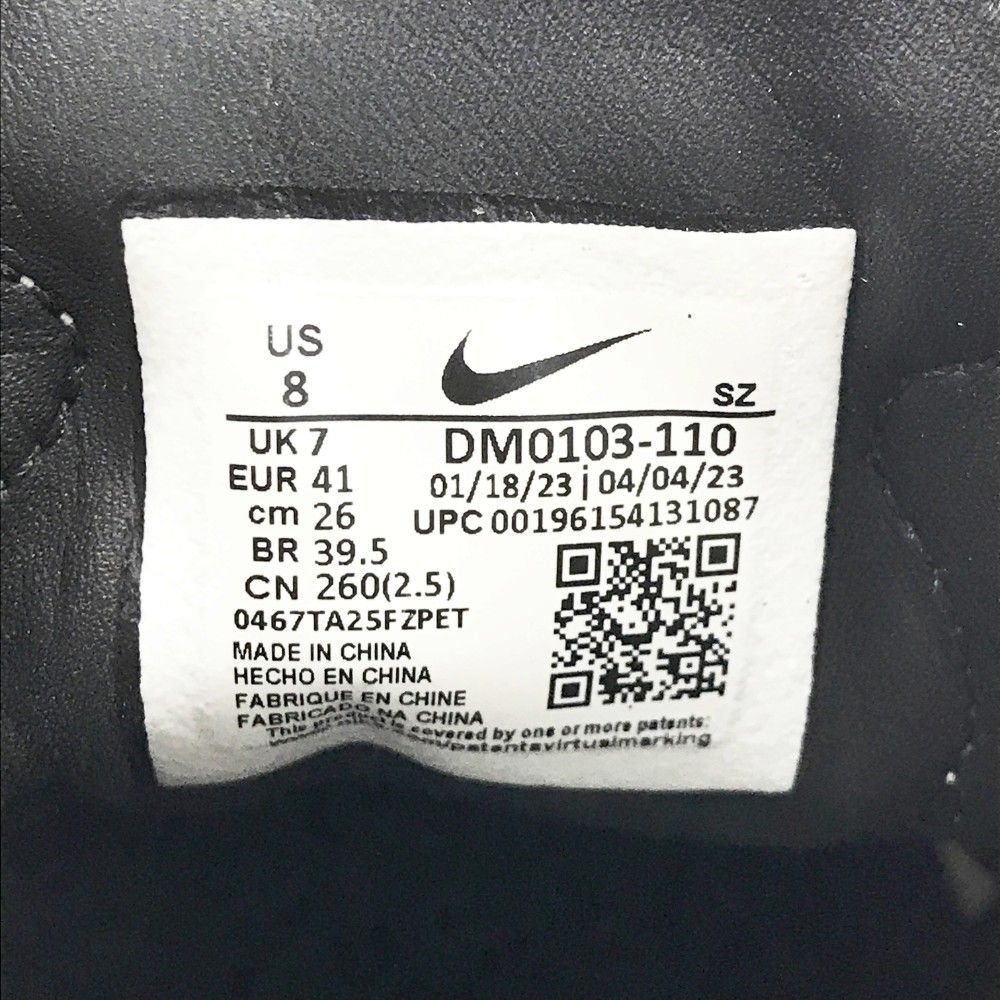 US
8
SZ
UK 7
EUR 41
cm 26
BR 39.5
CN 260(2.5)
0467TA25FZPET
MADE IN CHINA
HECHO EN CHINA
FABRIQUE EN CHINE
FABRICADO NA CHINA
DM0103-110
01/18/23 | 04/04/23
UPC 00196154131087
This product is covered by one or more patents:
patentsvirtualmarking